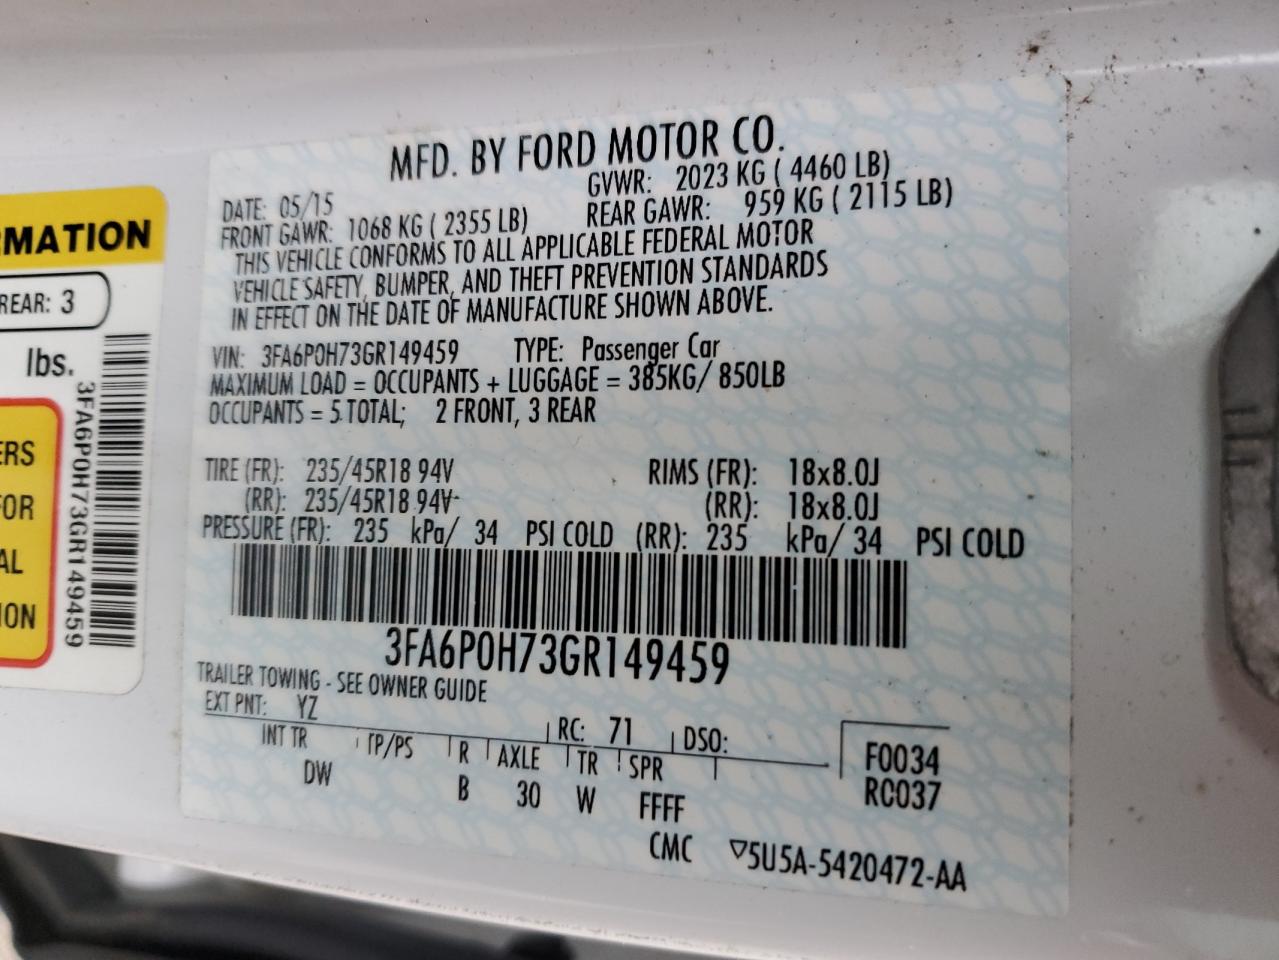 MFD. BY FORD MOTOR CO.
DATE: 05/15 GVWR: 2023 KG ( 4460 LB)
FRONT GAWR: 1068 KG ( 2355 LB) REAR GAWR: 959 KG ( 2115 LB)
THIS VEHICLE CONFORMS TO ALL APPLICABLE FEDERAL MOTOR
VEHICLE SAFETY, BUMPER, AND THEFT PREVENTION STANDARDS
IN EFFECT ON THE DATE OF MANUFACTURE SHOWN ABOVE.
VIN: 3FA6P0H73GR149459 TYPE: Passenger Car
MAXIMUM LOAD = OCCUPANTS + LUGGAGE = 385KG/ 850LB
OCCUPANTS = 5 TOTAL; 2 FRONT, 3 REAR
TIRE (FR): 235/45R18 94V RIMS (FR): 18x8.0J
(RR): 235/45R18 94V (RR): 18x8.0J
PRESSURE (FR): 235 kPa/ 34 PSI COLD (RR): 235 kPa/ 34 PSI COLD
3FA6P0H73GR149459
TRAILER TOWING - SEE OWNER GUIDE
EXT PNT: YZ RC: 71 DSO:
INT TR TP/PS R AXLE TR SPR F0034
DW B 30 W FFFF RC037
CMC ▽5U5A-5420472-AA
RMATION
REAR: 3
lbs.
3FA6P0H73GR149459
ERS
FOR
AL
ION